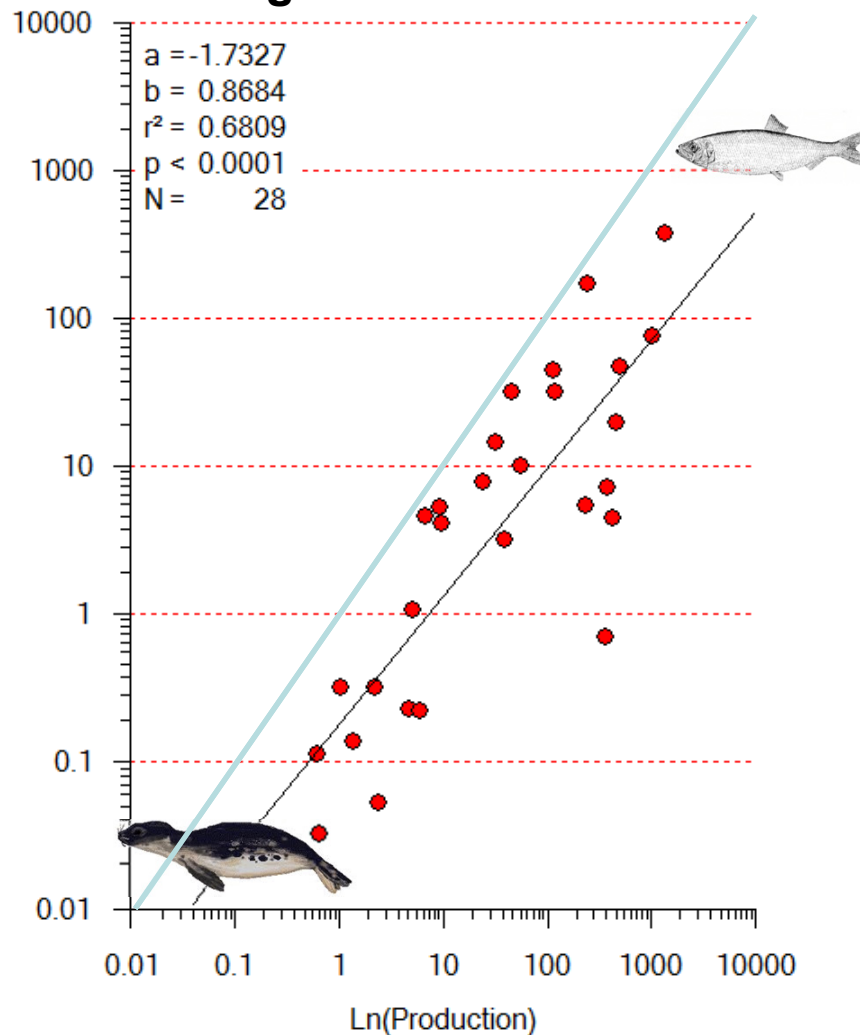 10000
a = -1.7327
b = 0.8684
r² = 0.6809
p < 0.0001
N = 28
1000
100
10
1
0.1
0.01
0.01 0.1 1 10 100 1000 10000
Ln(Production)